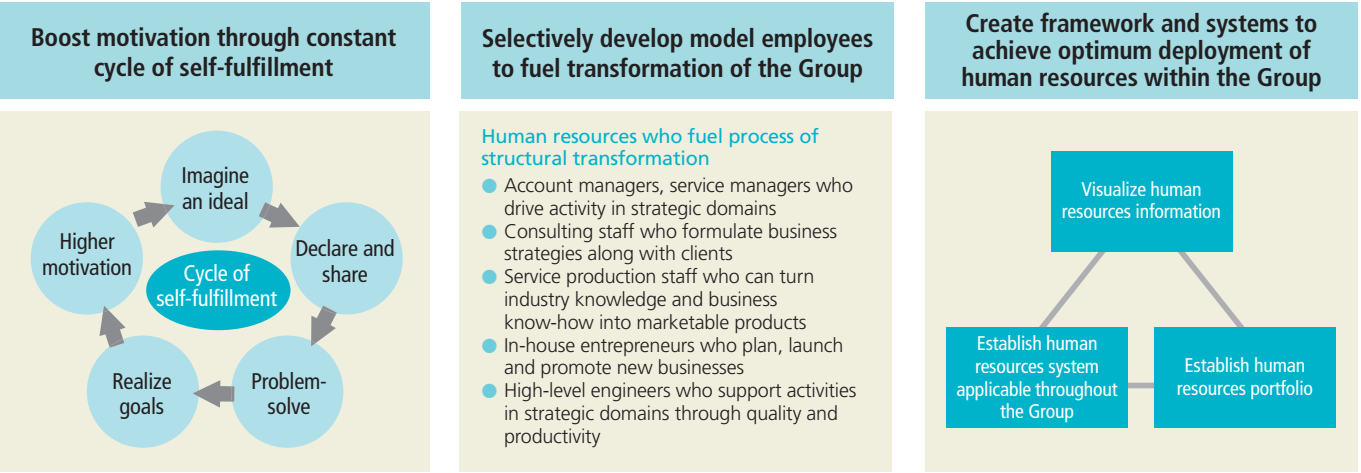 Boost motivation through constant
cycle of self-fulfillment
Imagine
an ideal
Declare and
share
Problem-
solve
Realize
goals
Higher
motivation
Cycle of
self-fulfillment
Selectively develop model employees
to fuel transformation of the Group
Human resources who fuel process of
structural transformation
● Account managers, service managers who
drive activity in strategic domains
● Consulting staff who formulate business
strategies along with clients
● Service production staff who can turn
industry knowledge and business
know-how into marketable products
● In-house entrepreneurs who plan, launch
and promote new businesses
● High-level engineers who support activities
in strategic domains through quality and
productivity
Create framework and systems to
achieve optimum deployment of
human resources within the Group
Visualize human
resources information
Establish human
resources system
applicable throughout
the Group
Establish human
resources portfolio